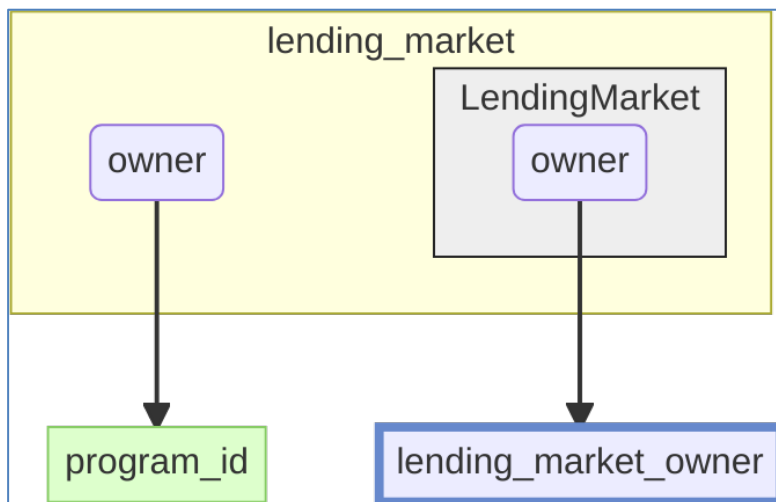 lending_market
LendingMarket
owner
owner
program_id
lending_market_owner